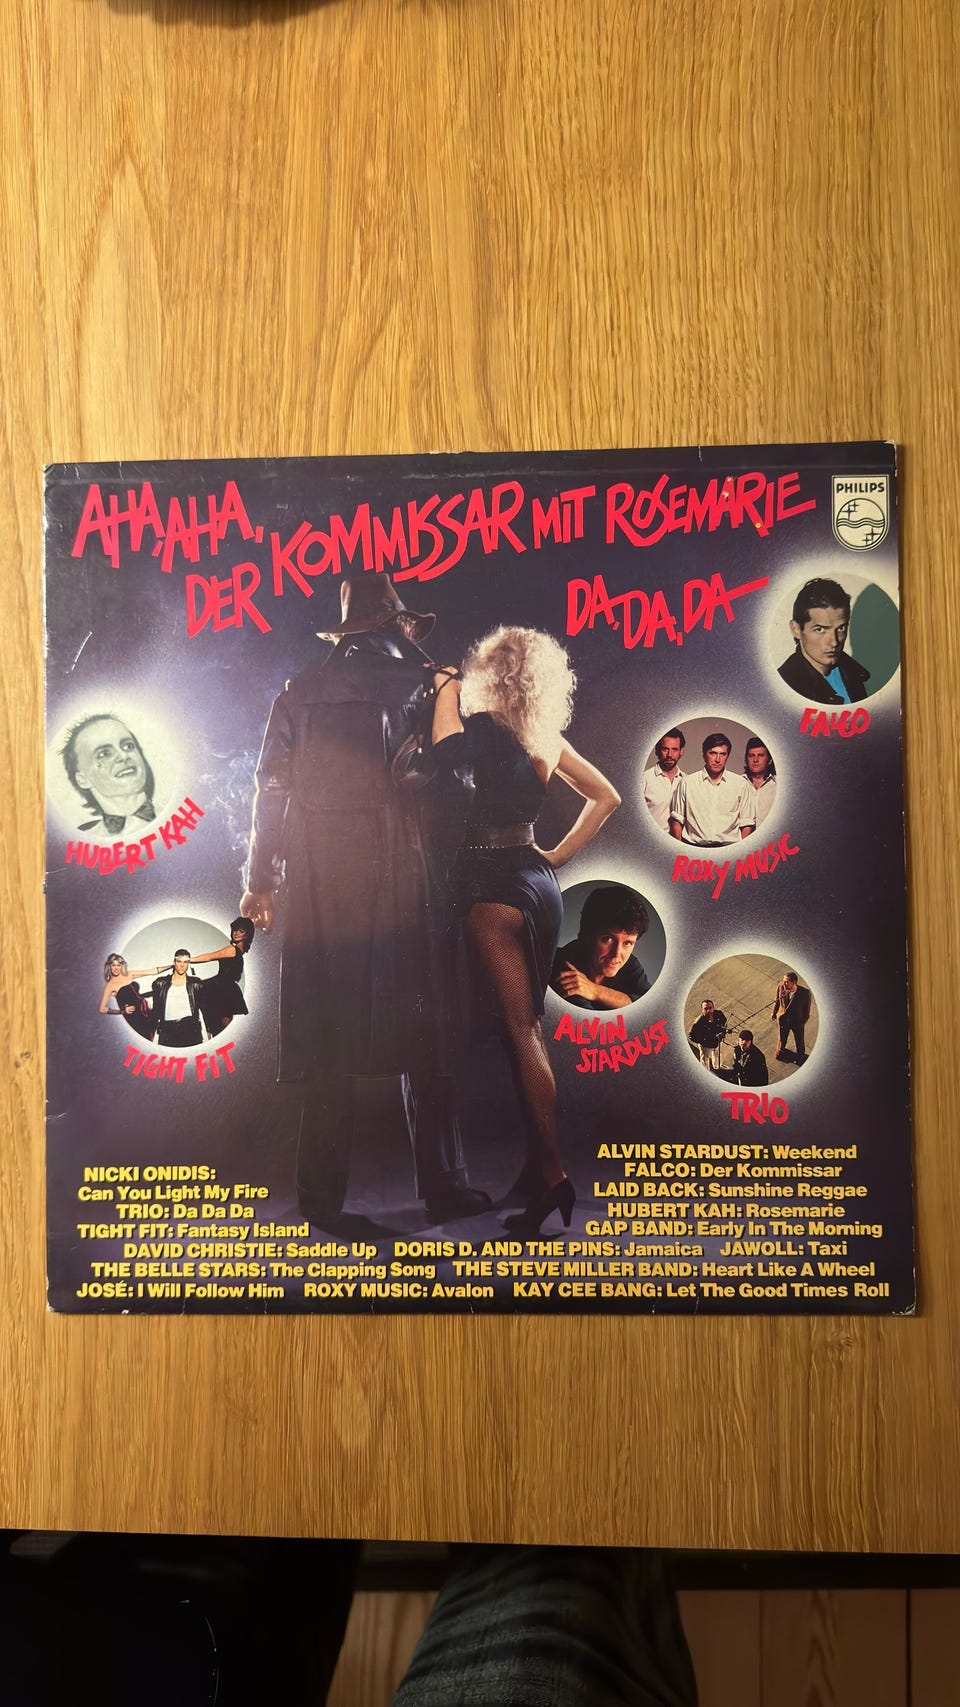 AHA, AHA,
DER KOMMISSAR MIT ROSEMARIE
DA, DA, DA
PHILIPS
FALCO
HUBERT KAH
ROXY MUSIC
TIGHT FIT
ALVIN
STARDUST
TRIO
NICKI ONIDIS:
Can You Light My Fire
TRIO: Da Da Da
TIGHT FIT: Fantasy Island
ALVIN STARDUST: Weekend
FALCO: Der Kommissar
LAID BACK: Sunshine Reggae
HUBERT KAH: Rosemarie
GAP BAND: Early In The Morning
DAVID CHRISTIE: Saddle Up DORIS D. AND THE PINS: Jamaica JAWOLL: Taxi
THE BELLE STARS: The Clapping Song THE STEVE MILLER BAND: Heart Like A Wheel
JOSÉ: I Will Follow Him ROXY MUSIC: Avalon KAY CEE BANG: Let The Good Times Roll